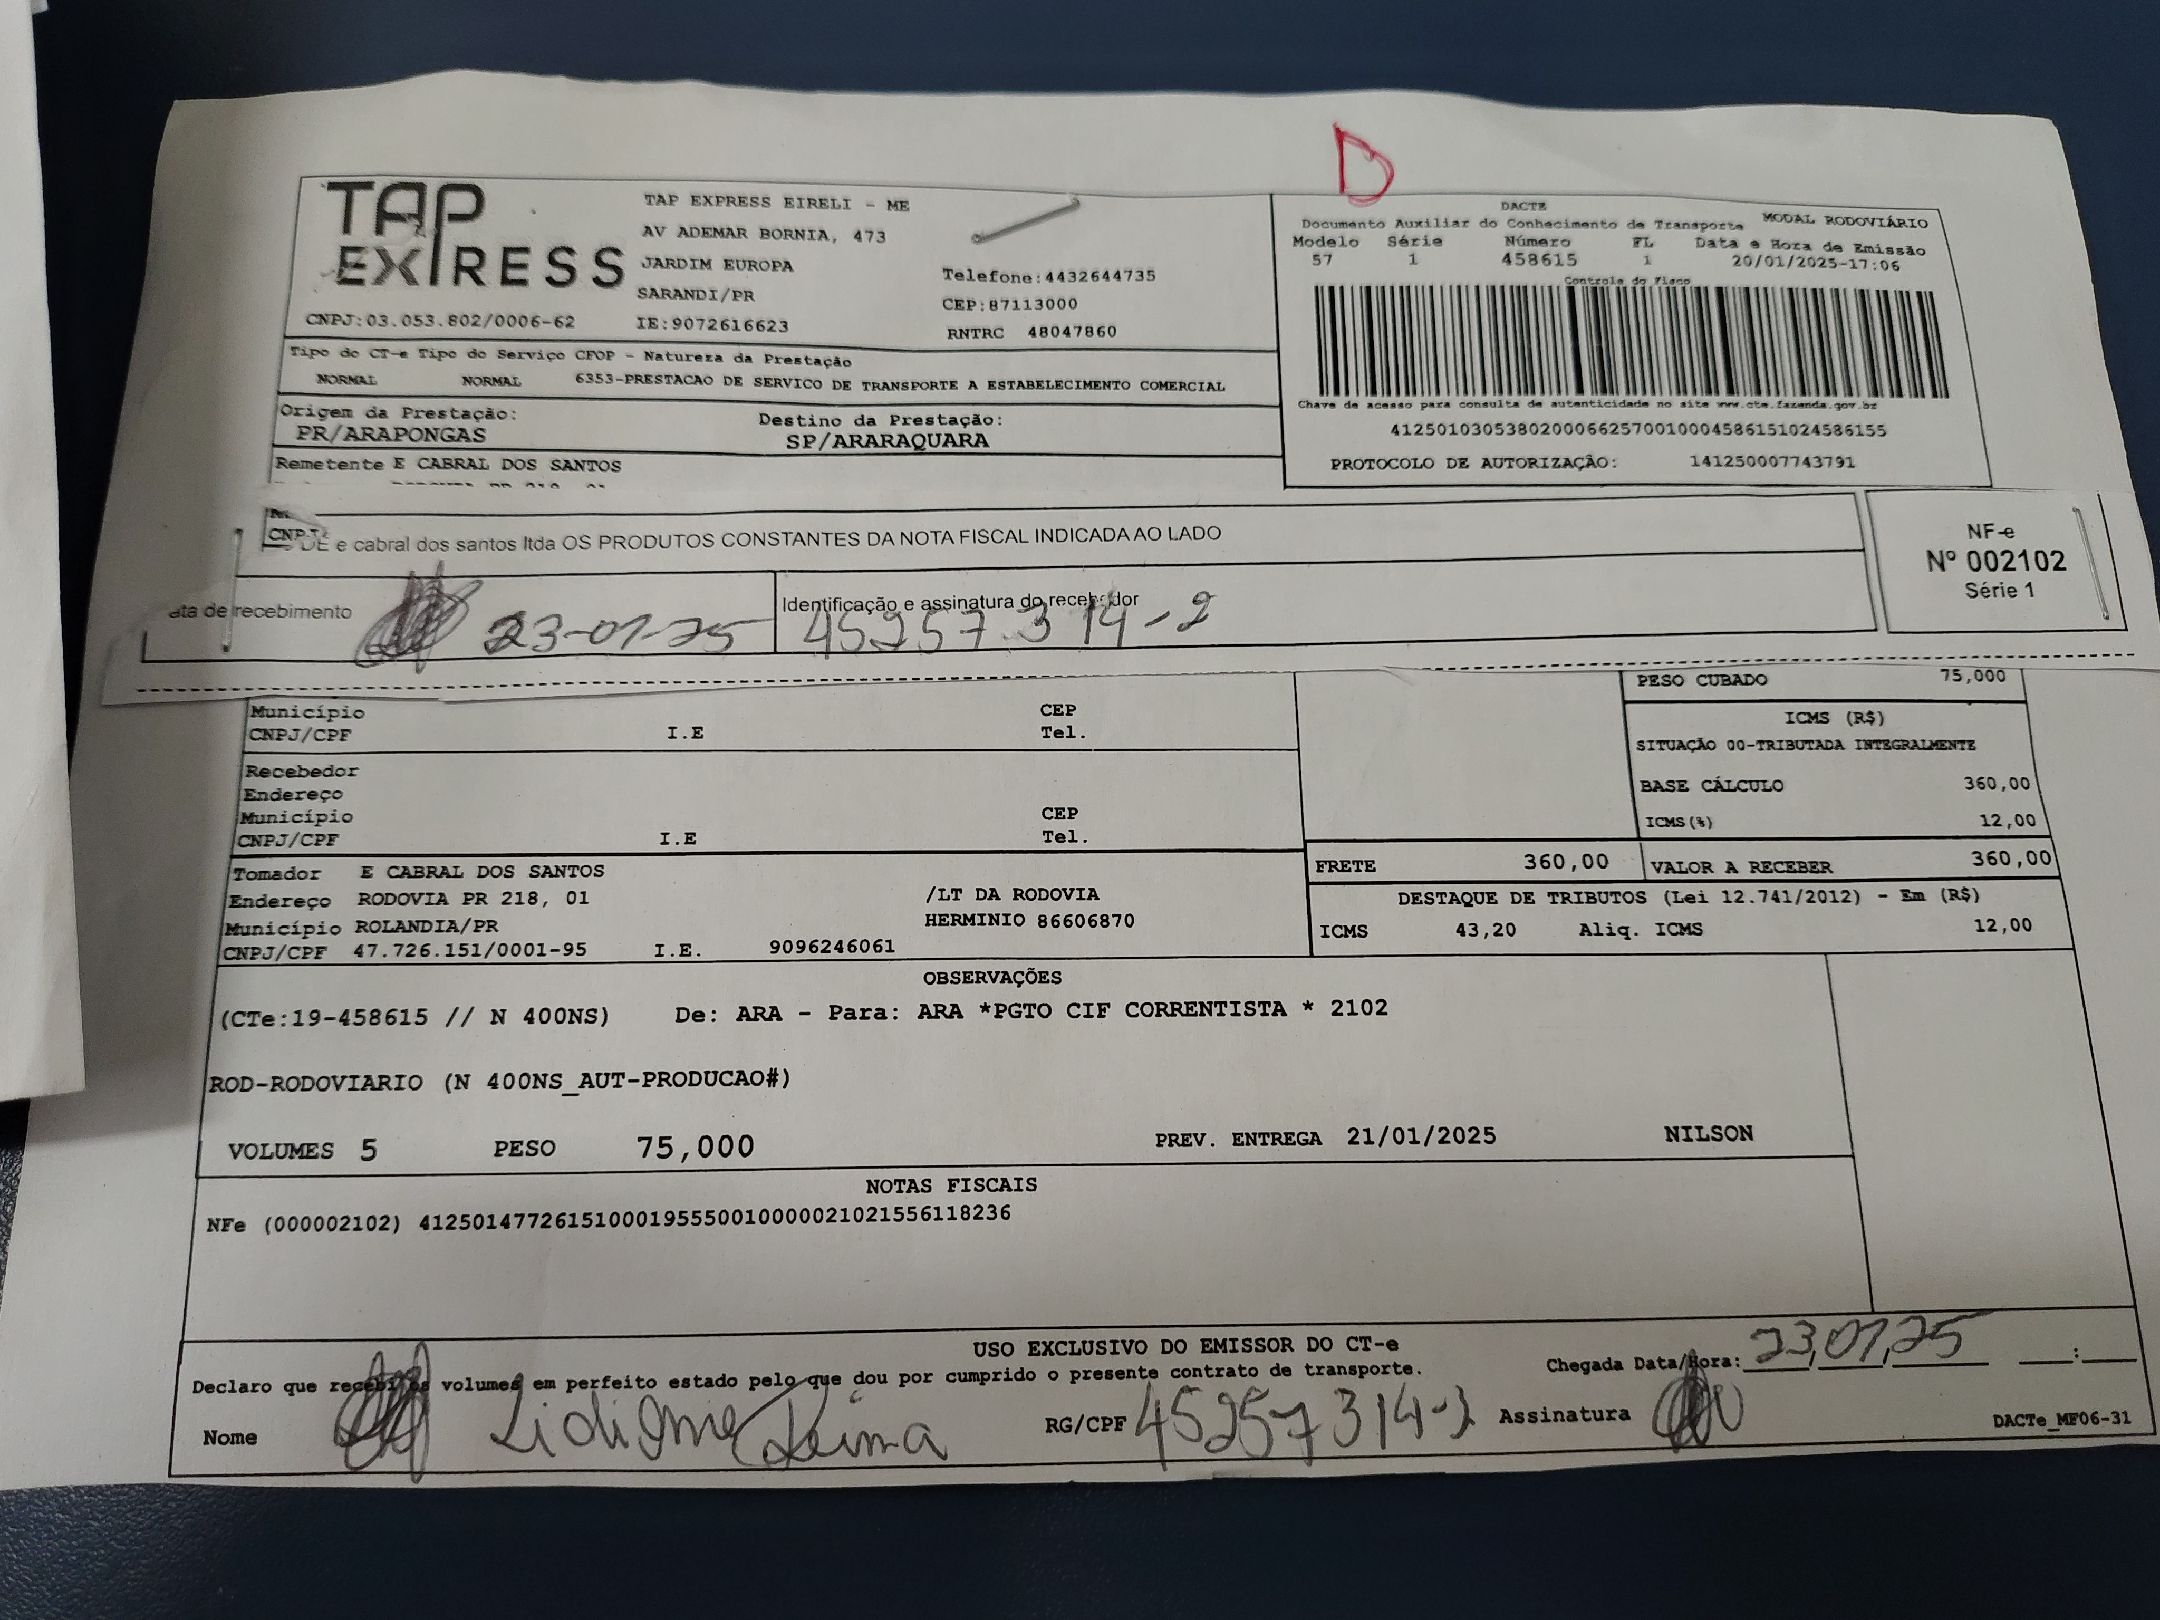 D
TAP
EXPRESS
TAP EXPRESS EIRELI - ME
AV ADEMAR BORNIA, 473
JARDIM EUROPA
SARANDI/PR
Telefone:4432644735
CEP:87113000
CNPJ:03.053.802/0006-62 IE:9072616623 RNTRC 48047860
DACTE
Documento Auxiliar do Conhecimento de Transporte MODAL RODOVIÁRIO
Modelo Série Número FL Data e Hora de Emissão
57 1 458615 1 20/01/2025-17:06
Controle do Fisco
Chave de acesso para consulta de autenticidade no site www.cte.fazenda.gov.br
41250103053802000662570010004586151024586155
PROTOCOLO DE AUTORIZAÇÃO: 141250007743791
Tipo do CT-e Tipo do Serviço CFOP - Natureza da Prestação
NORMAL NORMAL 6353-PRESTACAO DE SERVICO DE TRANSPORTE A ESTABELECIMENTO COMERCIAL
Origem da Prestação: Destino da Prestação:
PR/ARAPONGAS SP/ARARAQUARA
Remetente E CABRAL DOS SANTOS
DE e cabral dos santos ltda OS PRODUTOS CONSTANTES DA NOTA FISCAL INDICADA AO LADO
NF-e
Nº 002102
Série 1
ata de recebimento 23-01-25
Identificação e assinatura do recebedor
45257.314-2
PESO CUBADO 75,000
Município CEP
CNPJ/CPF I.E Tel.
ICMS (R$)
SITUAÇÃO 00-TRIBUTADA INTEGRALMENTE
BASE CÁLCULO 360,00
ICMS(%) 12,00
Recebedor
Endereço
Município CEP
CNPJ/CPF I.E Tel.
FRETE 360,00 VALOR A RECEBER 360,00
Tomador E CABRAL DOS SANTOS
Endereço RODOVIA PR 218, 01 /LT DA RODOVIA
Município ROLANDIA/PR HERMINIO 86606870
CNPJ/CPF 47.726.151/0001-95 I.E. 9096246061
DESTAQUE DE TRIBUTOS (Lei 12.741/2012) - Em (R$)
ICMS 43,20 Aliq. ICMS 12,00
OBSERVAÇÕES
(CTe:19-458615 // N 400NS) De: ARA - Para: ARA *PGTO CIF CORRENTISTA * 2102
ROD-RODOVIARIO (N 400NS_AUT-PRODUCAO#)
VOLUMES 5 PESO 75,000 PREV. ENTREGA 21/01/2025 NILSON
NOTAS FISCAIS
NFe (000002102) 41250147726151000195550010000021021556118236
USO EXCLUSIVO DO EMISSOR DO CT-e
Declaro que recebi os volumes em perfeito estado pelo que dou por cumprido o presente contrato de transporte.
Chegada Data/Hora: 23,01,25 :
Nome Lima
RG/CPF 45257314-2 Assinatura
DACTe_MF06-31